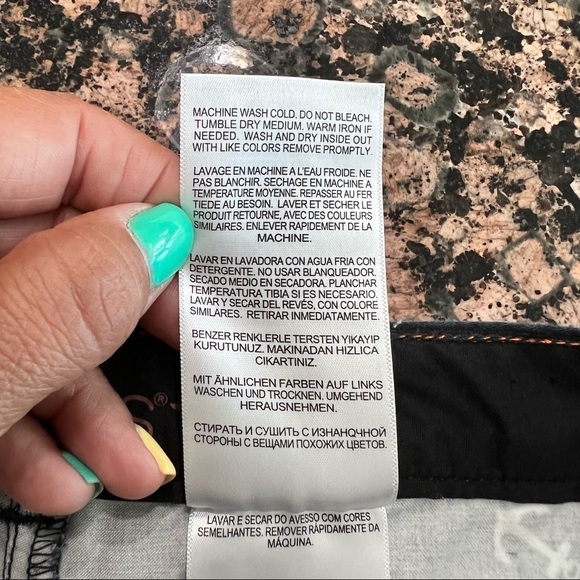 MACHINE WASH COLD. DO NOT BLEACH.
TUMBLE DRY MEDIUM. WARM IRON IF
NEEDED. WASH AND DRY INSIDE OUT
WITH LIKE COLORS REMOVE PROMPTLY.
LAVAGE EN MACHINE A L'EAU FROIDE. NE
PAS BLANCHIR. SECHAGE EN MACHINE A
TEMPERATURE MOYENNE. REPASSER AU FER
TIEDE AU BESOIN. LAVER ET SECHER LE
PRODUIT RETOURNE, AVEC DES COULEURS
SIMILAIRES. ENLEVER RAPIDEMENT DE LA
MACHINE.
LAVAR EN LAVADORA CON AGUA FRIA CON
DETERGENTE. NO USAR BLANQUEADOR.
SECADO MEDIO EN SECADORA. PLANCHAR
TEMPERATURA TIBIA SI ES NECESARIO.
LAVAR Y SECAR DEL REVÉS, CON COLORE
SIMILARES. RETIRAR INMEDIATAMENTE.
BENZER RENKLERLE TERSTEN YIKAYIP
KURUTUNUZ. MAKINADAN HIZLICA
CIKARTINIZ.
MIT ÄHNLICHEN FARBEN AUF LINKS
WASCHEN UND TROCKNEN. UMGEHEND
HERAUSNEHMEN.
СТИРАТЬ И СУШИТЬ С ИЗНАНОЧНОЙ
СТОРОНЫ С ВЕЩАМИ ПОХОЖИХ ЦВЕТОВ.
LAVAR E SECAR DO AVESSO COM CORES
SEMELHANTES. REMOVER RÁPIDAMENTE DA
MÁQUINA.